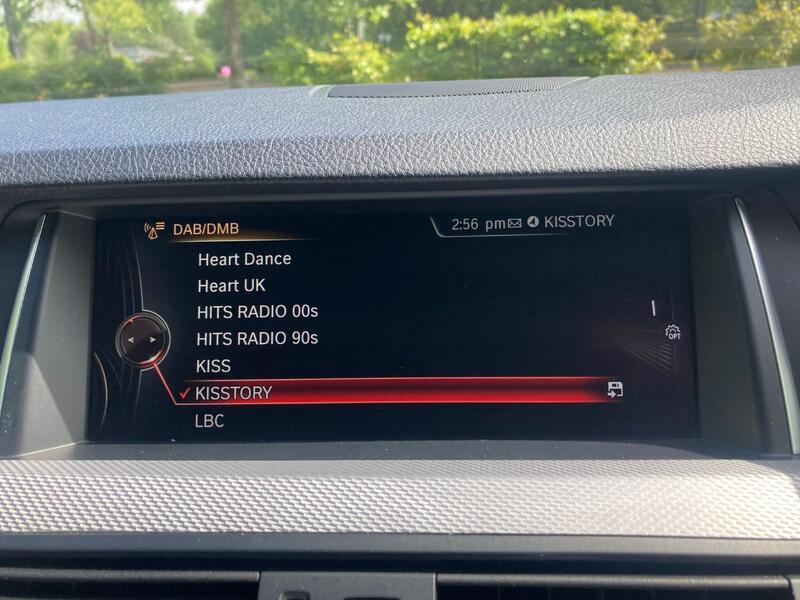 DAB/DMB
2:56 pm KISSTORY
Heart Dance
Heart UK
HITS RADIO 00s
HITS RADIO 90s
KISS
KISSTORY
LBC
OPT